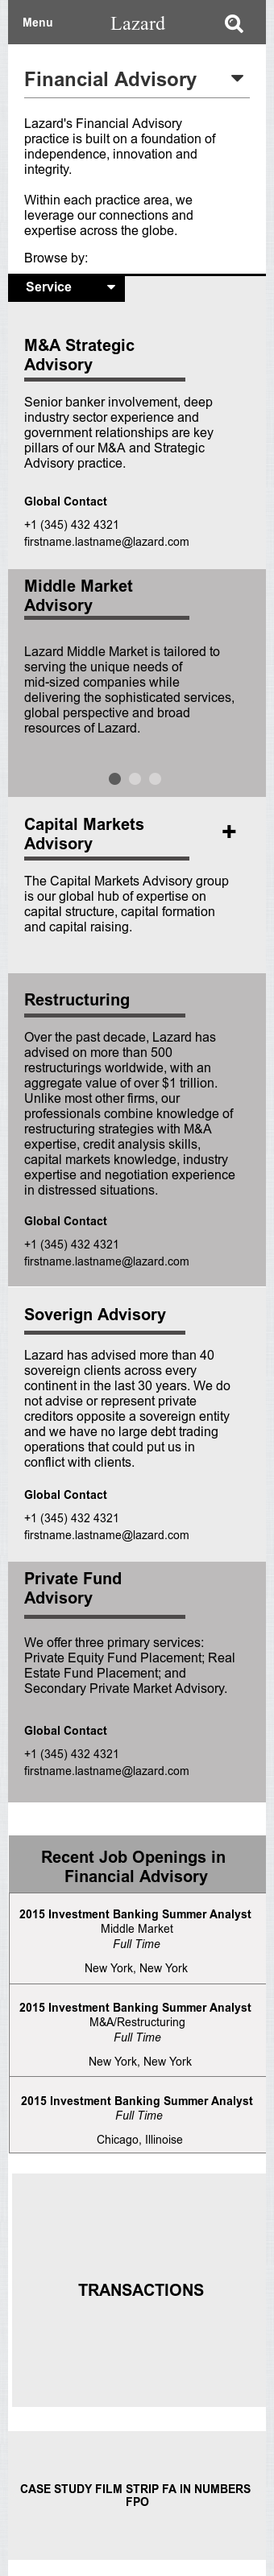 Menu
Lazard
Financial Advisory
Lazard's Financial Advisory
practice is built on a foundation of
independence, innovation and
integrity.
Within each practice area, we
leverage our connections and
expertise across the globe.
Browse by:
Service
M&A Strategic
Advisory
Senior banker involvement, deep
industry sector experience and
government relationships are key
pillars of our M&A and Strategic
Advisory practice.
Global Contact
+1 (345) 432 4321
firstname.lastname@lazard.com
Middle Market
Advisory
Lazard Middle Market is tailored to
serving the unique needs of
mid-sized companies while
delivering the sophisticated services,
global perspective and broad
resources of Lazard.
Capital Markets
Advisory
The Capital Markets Advisory group
is our global hub of expertise on
capital structure, capital formation
and capital raising.
Restructuring
Over the past decade, Lazard has
advised on more than 500
restructurings worldwide, with an
aggregate value of over $1 trillion.
Unlike most other firms, our
professionals combine knowledge of
restructuring strategies with M&A
expertise, credit analysis skills,
capital markets knowledge, industry
expertise and negotiation experience
in distressed situations.
Global Contact
+1 (345) 432 4321
firstname.lastname@lazard.com
Soverign Advisory
Lazard has advised more than 40
sovereign clients across every
continent in the last 30 years. We do
not advise or represent private
creditors opposite a sovereign entity
and we have no large debt trading
operations that could put us in
conflict with clients.
Global Contact
+1 (345) 432 4321
firstname.lastname@lazard.com
Private Fund
Advisory
We offer three primary services:
Private Equity Fund Placement; Real
Estate Fund Placement; and
Secondary Private Market Advisory.
Global Contact
+1 (345) 432 4321
firstname.lastname@lazard.com
Recent Job Openings in
Financial Advisory
2015 Investment Banking Summer Analyst
Middle Market
Full Time
New York, New York
2015 Investment Banking Summer Analyst
M&A/Restructuring
Full Time
New York, New York
2015 Investment Banking Summer Analyst
Full Time
Chicago, Illinoise
TRANSACTIONS
CASE STUDY FILM STRIP FA IN NUMBERS
FPO